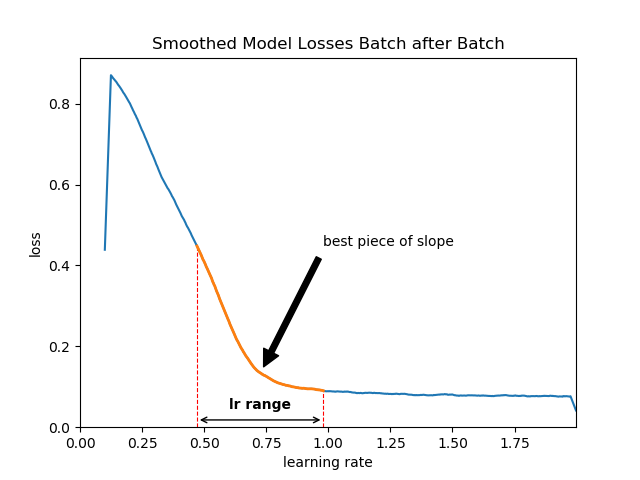 Smoothed Model Losses Batch after Batch
loss
0.8
0.6
0.4
0.2
0.0
best piece of slope
lr range
0.00 0.25 0.50 0.75 1.00 1.25 1.50 1.75
learning rate